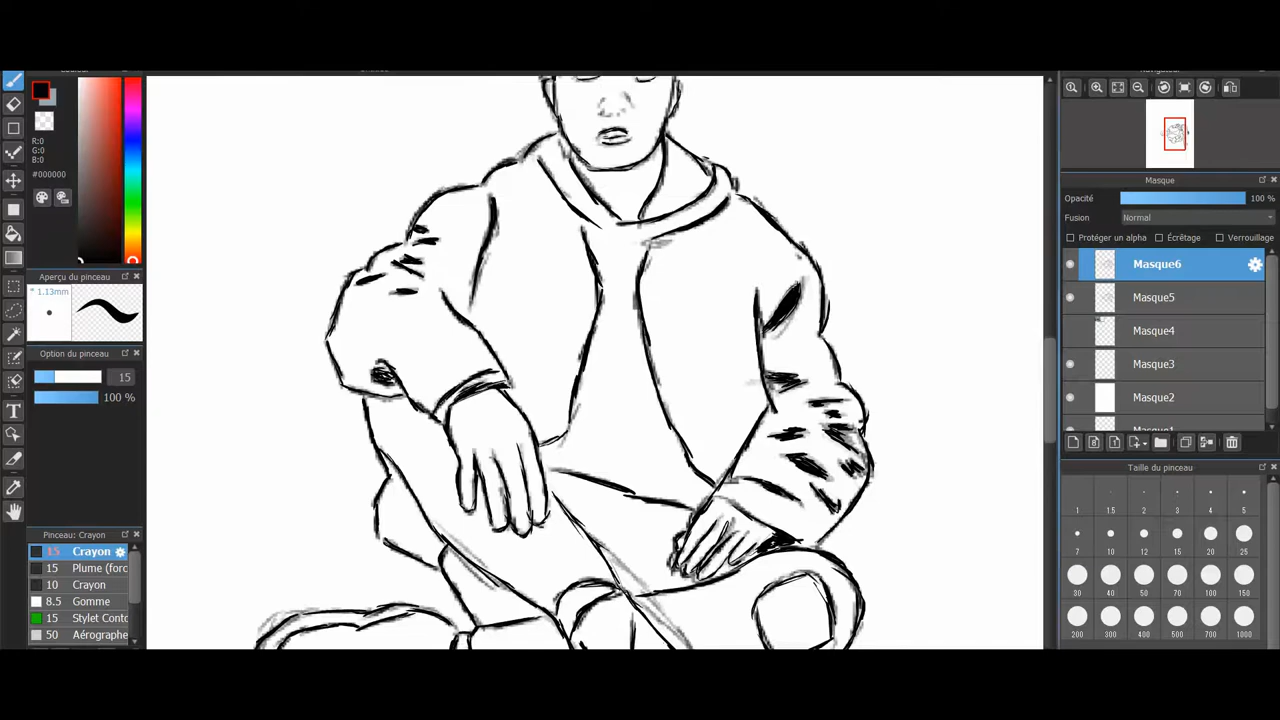 R:0
G:0
B:0
#000000
Aperçu du pinceau
* 1.13mm
Option du pinceau
15
100 %
Pinceau: Crayon
15 Crayon
15 Plume (forc
10 Crayon
8.5 Gomme
15 Stylet Conto
50 Aérographe
Masque
Opacité 100 %
Fusion Normal
Protéger un alpha Écrêtage Verrouillage
Masque6
Masque5
Masque4
Masque3
Masque2
Taille du pinceau
1 1.5 2 3 4 5
7 10 12 15 20 25
30 40 50 70 100 150
200 300 400 500 700 1000